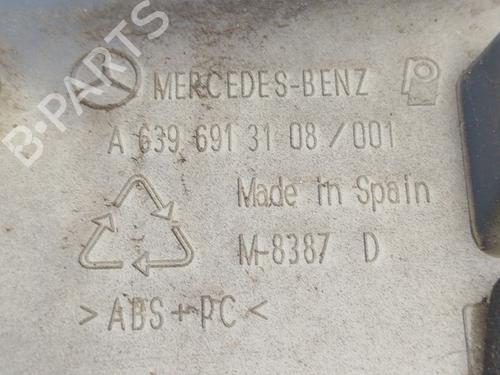 MERCEDES-BENZ
A 639 691 31 08/001
Made in Spain
M-8387 D
>ABS+PC<
B-PARTS